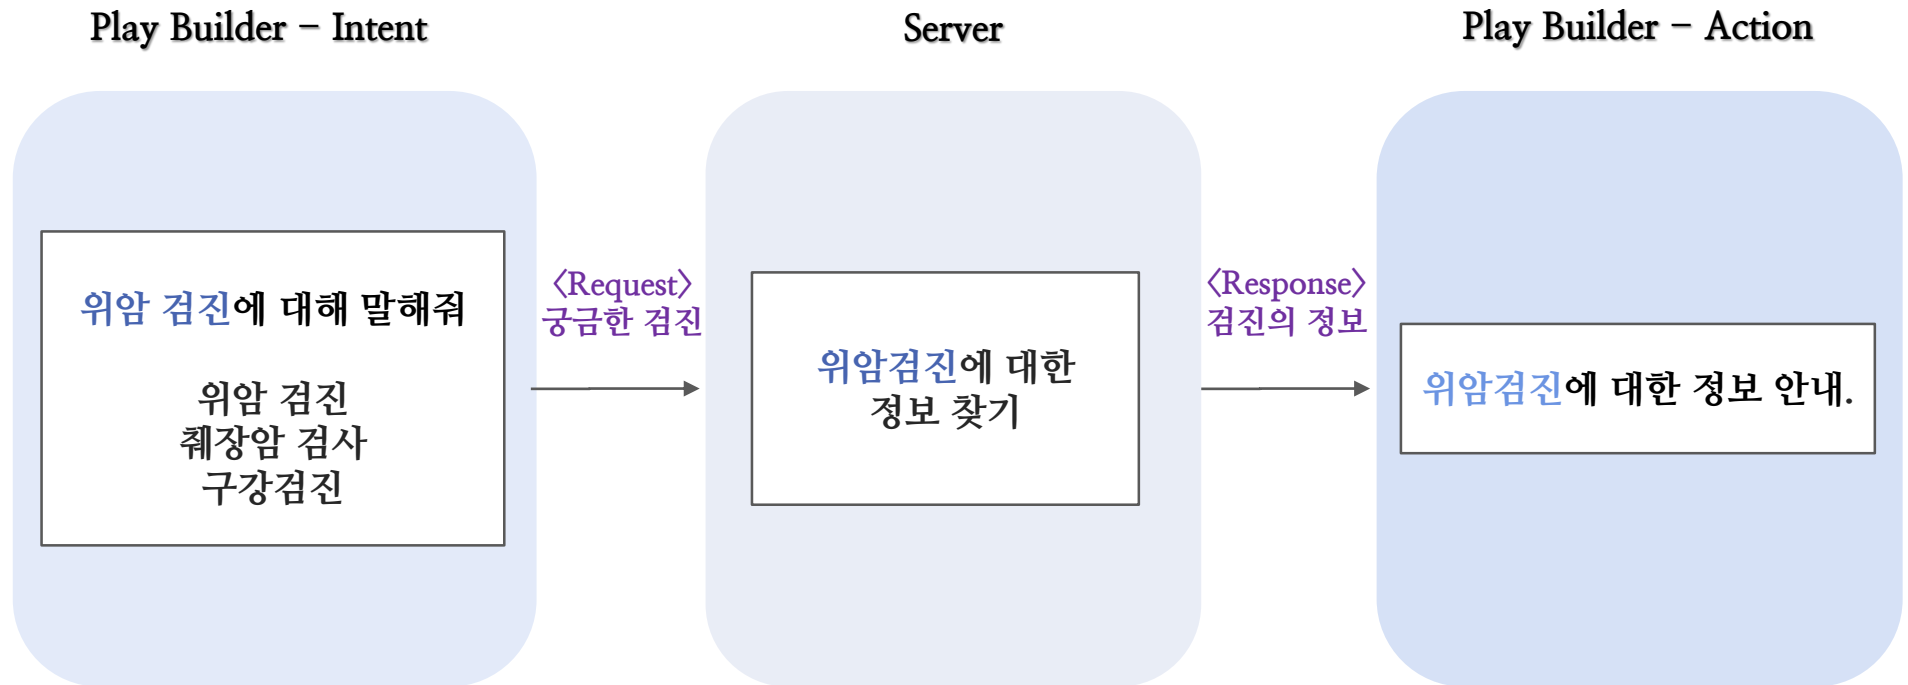 Play Builder – Intent
Server
Play Builder – Action
위암 검진에 대해 말해줘
위암 검진
췌장암 검사
구강검진
〈Request〉
궁금한 검진
위암검진에 대한
정보 찾기
〈Response〉
검진의 정보
위암검진에 대한 정보 안내.